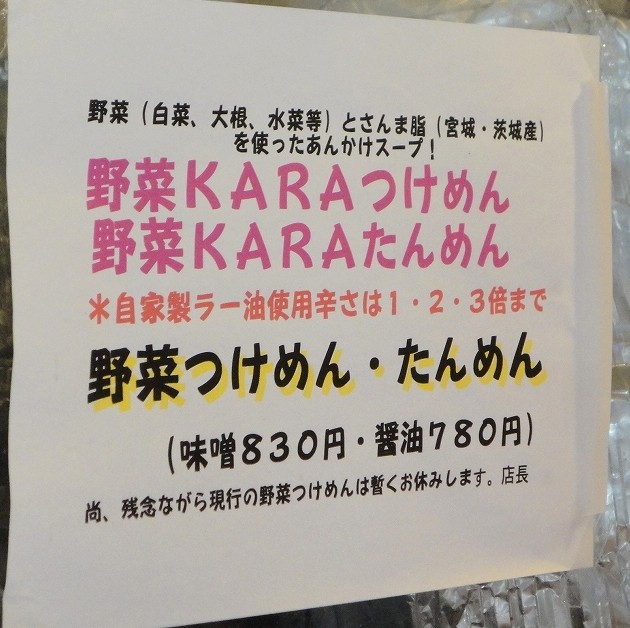 野菜（白菜、大根、水菜等）とさんま脂（宮城・茨城産）
を使ったあんかけスープ！
野菜KARAつけめん
野菜KARAたんめん
＊自家製ラー油使用辛さは１・２・３倍まで
野菜つけめん・たんめん
（味噌８３０円・醤油７８０円）
尚、残念ながら現行の野菜つけめんは暫くお休みします。店長